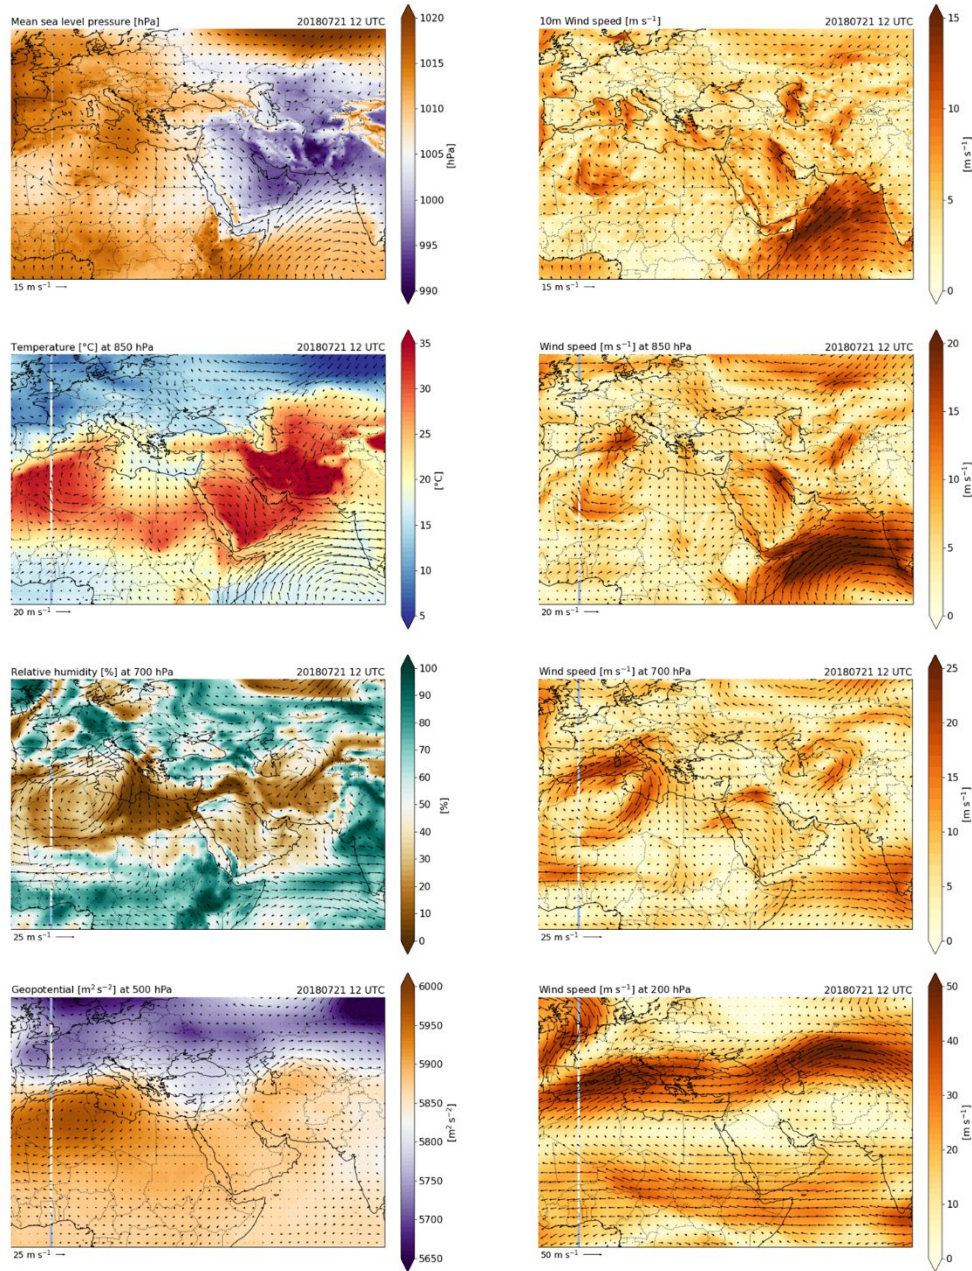 Mean sea level pressure [hPa] 20180721 12 UTC
1020
1015
1010
1005
1000
995
990
[hPa]
15 m s⁻¹
10m Wind speed [m s⁻¹] 20180721 12 UTC
15
10
5
0
[m s⁻¹]
15 m s⁻¹
Temperature [°C] at 850 hPa 20180721 12 UTC
35
30
25
20
15
10
5
[°C]
20 m s⁻¹
Wind speed [m s⁻¹] at 850 hPa 20180721 12 UTC
20
15
10
5
0
[m s⁻¹]
20 m s⁻¹
Relative humidity [%] at 700 hPa 20180721 12 UTC
100
90
80
70
60
50
40
30
20
10
0
[%]
25 m s⁻¹
Wind speed [m s⁻¹] at 700 hPa 20180721 12 UTC
25
20
15
10
5
0
[m s⁻¹]
25 m s⁻¹
Geopotential [m² s⁻²] at 500 hPa 20180721 12 UTC
6000
5950
5900
5850
5800
5750
5700
5650
[m² s⁻²]
25 m s⁻¹
Wind speed [m s⁻¹] at 200 hPa 20180721 12 UTC
50
40
30
20
10
0
[m s⁻¹]
50 m s⁻¹